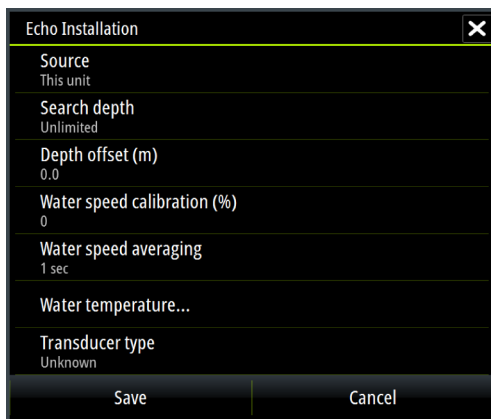 Echo Installation
Source
This unit
Search depth
Unlimited
Depth offset (m)
0.0
Water speed calibration (%)
0
Water speed averaging
1 sec
Water temperature...
Transducer type
Unknown
Save Cancel